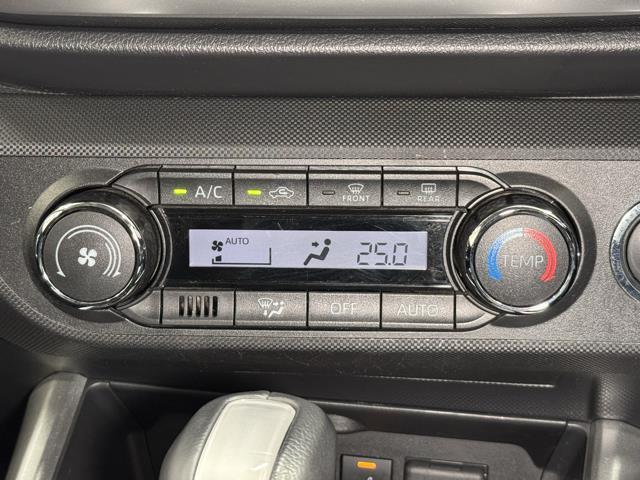 A/C
FRONT
REAR
AUTO
25.0
TEMP
OFF
AUTO